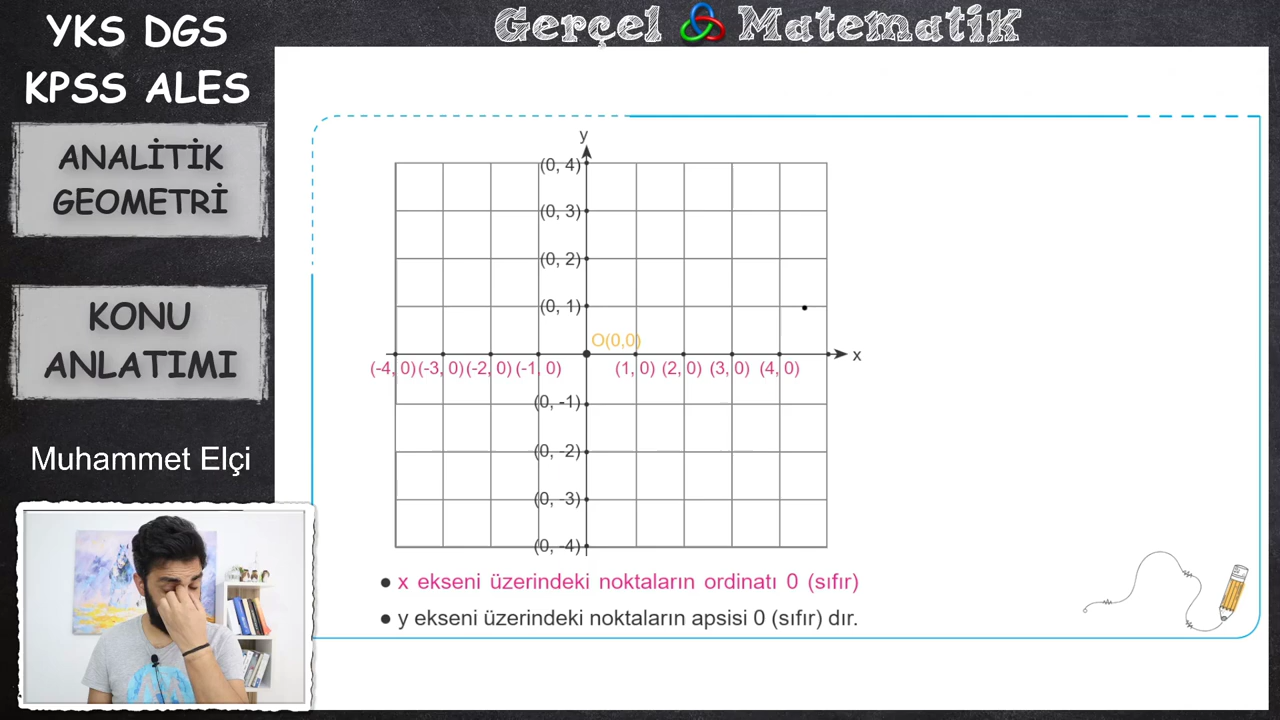 YKS DGS
KPSS ALES
ANALİTİK
GEOMETRİ
KONU
ANLATIMI
Muhammet Elçi
Gerçel Matematik
y
(0, 4)
(0, 3)
(0, 2)
(0, 1)
O(0,0)
x
(-4, 0) (-3, 0) (-2, 0) (-1, 0) (1, 0) (2, 0) (3, 0) (4, 0)
(0, -1)
(0, -2)
(0, -3)
(0, -4)
● x ekseni üzerindeki noktaların ordinatı 0 (sıfır)
● y ekseni üzerindeki noktaların apsisi 0 (sıfır) dır.